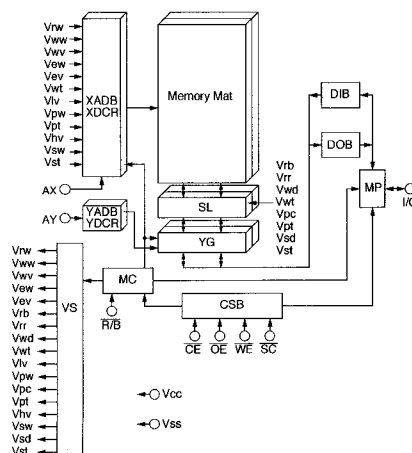 Vrw
Vww
Vwv
Vew
Vev
Vwt
Vlv
Vpw
Vpt
Vhv
Vsw
Vst
XADB
XDCR
Memory Mat
AX
AY
YADB
YDCR
SL
YG
Vrb
Vrr
Vwd
Vwt
Vpc
Vpt
Vsd
Vst
DIB
DOB
MP
I/O
MC
R/B
CSB
CE
OE
WE
SC
VS
Vrw
Vww
Vwv
Vew
Vev
Vrb
Vrr
Vwd
Vwt
Vlv
Vpw
Vpc
Vpt
Vhv
Vsw
Vsd
Vst
Vcc
Vss